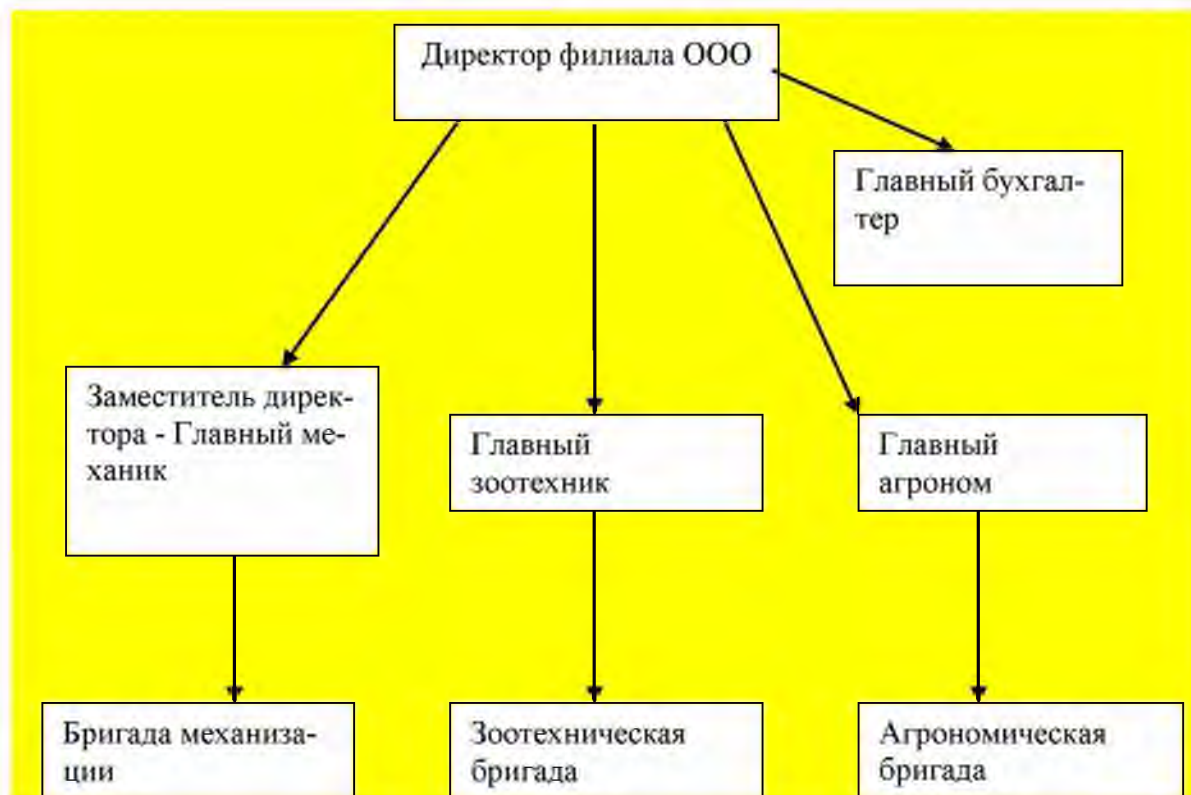 Директор филиала ООО
Главный бухгал-
тер
Заместитель дирек-
тора - Главный ме-
ханик
Главный
зоотехник
Главный
агроном
Бригада механиза-
ции
Зоотехническая
бригада
Агрономическая
бригада